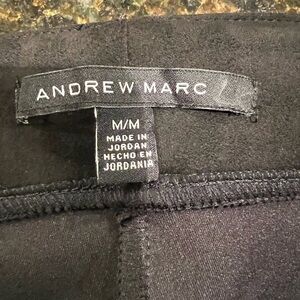 ANDREW MARC
M/M
MADE IN
JORDAN
HECHO EN
JORDANIA